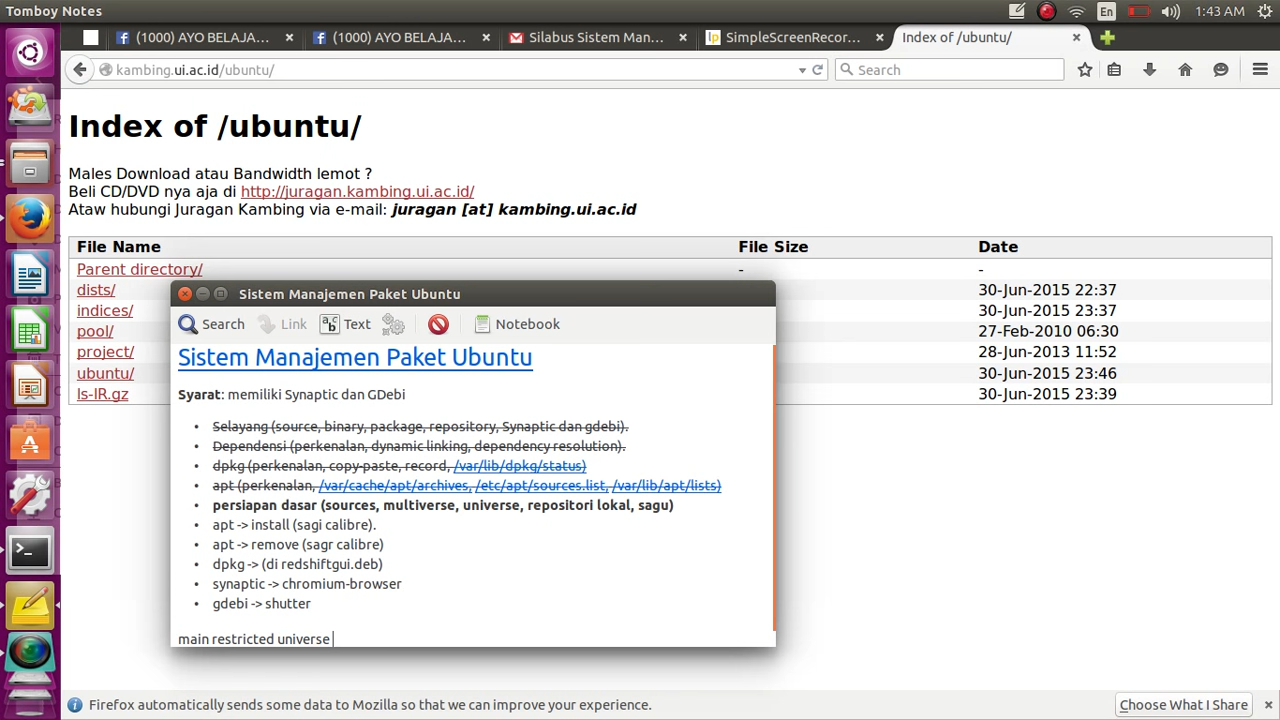 Tomboy Notes
En
1:43 AM
(1000) AYO BELAJA...
(1000) AYO BELAJA...
Silabus Sistem Man...
SimpleScreenRecor...
Index of /ubuntu/
kambing.ui.ac.id/ubuntu/
Search
Index of /ubuntu/
Males Download atau Bandwidth lemot ?
Beli CD/DVD nya aja di http://juragan.kambing.ui.ac.id/
Ataw hubungi Juragan Kambing via e-mail: juragan [at] kambing.ui.ac.id
File Name File Size Date
Parent directory/ - -
dists/ 30-Jun-2015 22:37
indices/ 30-Jun-2015 23:37
pool/ 27-Feb-2010 06:30
project/ 28-Jun-2013 11:52
ubuntu/ 30-Jun-2015 23:46
ls-lR.gz 30-Jun-2015 23:39
Sistem Manajemen Paket Ubuntu
Search Link Text Notebook
Sistem Manajemen Paket Ubuntu
Syarat: memiliki Synaptic dan GDebi
• Selayang (source, binary, package, repository, Synaptic dan gdebi).
• Dependensi (perkenalan, dynamic linking, dependency resolution).
• dpkg (perkenalan, copy-paste, record, /var/lib/dpkg/status)
• apt (perkenalan, /var/cache/apt/archives, /etc/apt/sources.list, /var/lib/apt/lists)
• persiapan dasar (sources, multiverse, universe, repositori lokal, sagu)
• apt -> install (sagi calibre).
• apt -> remove (sagr calibre)
• dpkg -> (di redshiftgui.deb)
• synaptic -> chromium-browser
• gdebi -> shutter
main restricted universe
Firefox automatically sends some data to Mozilla so that we can improve your experience.
Choose What I Share